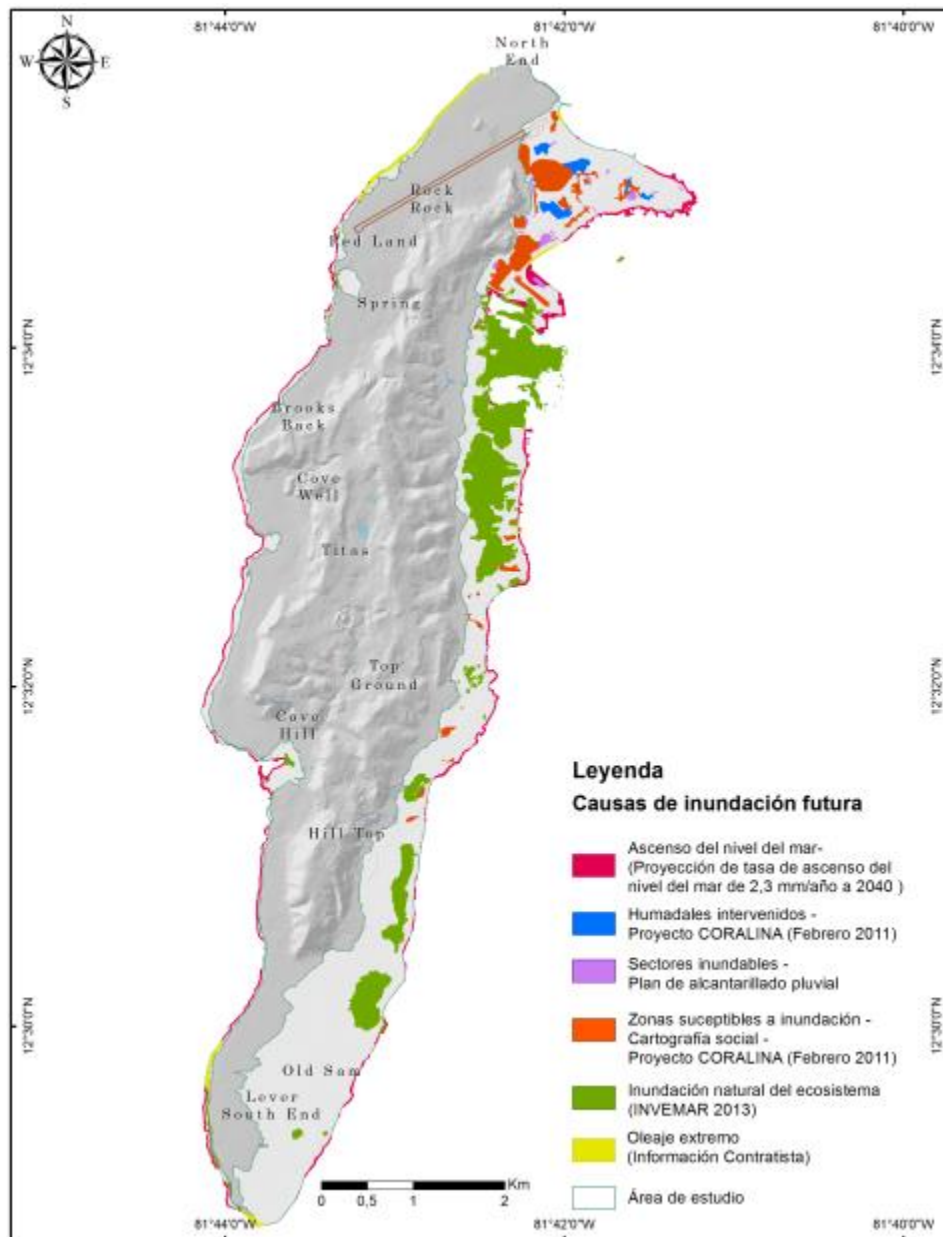 81°44'0"W
81°42'0"W
81°40'0"W
N
W
E
S
North
End
Rock
Rock
Red Land
Spring
12°34'0"N
12°34'0"N
Brooks
Back
Cove
Well
Titas
Top
Ground
12°32'0"N
12°32'0"N
Cove
Hill
Hill Top
Old Sam
Lever
South End
12°30'0"N
12°30'0"N
Leyenda
Causas de inundación futura
Ascenso del nivel del mar-
(Proyección de tasa de ascenso del
nivel del mar de 2,3 mm/año a 2040 )
Humadales intervenidos -
Proyecto CORALINA (Febrero 2011)
Sectores inundables -
Plan de alcantarillado pluvial
Zonas suceptibles a inundación -
Cartografía social -
- Proyecto CORALINA (Febrero 2011)
Inundación natural del ecosistema
(INVEMAR 2013)
Oleaje extremo
(Información Contratista)
Área de estudio
Km
0 0,5 1 2
81°44'0"W
81°42'0"W
81°40'0"W